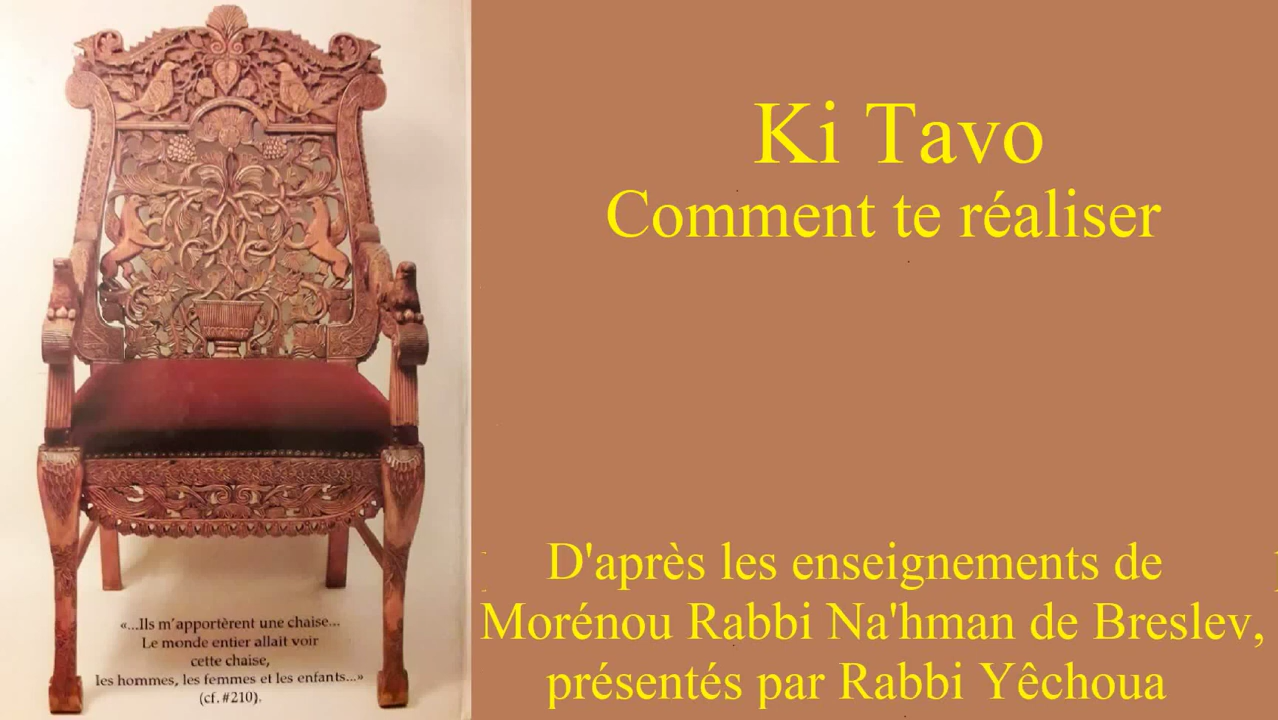 «...Ils m'apportèrent une chaise...
Le monde entier allait voir
cette chaise,
les hommes, les femmes et les enfants...»
(cf. #210).
Ki Tavo
Comment te réaliser
D'après les enseignements de
Morénou Rabbi Na'hman de Breslev,
présentés par Rabbi Yêchoua